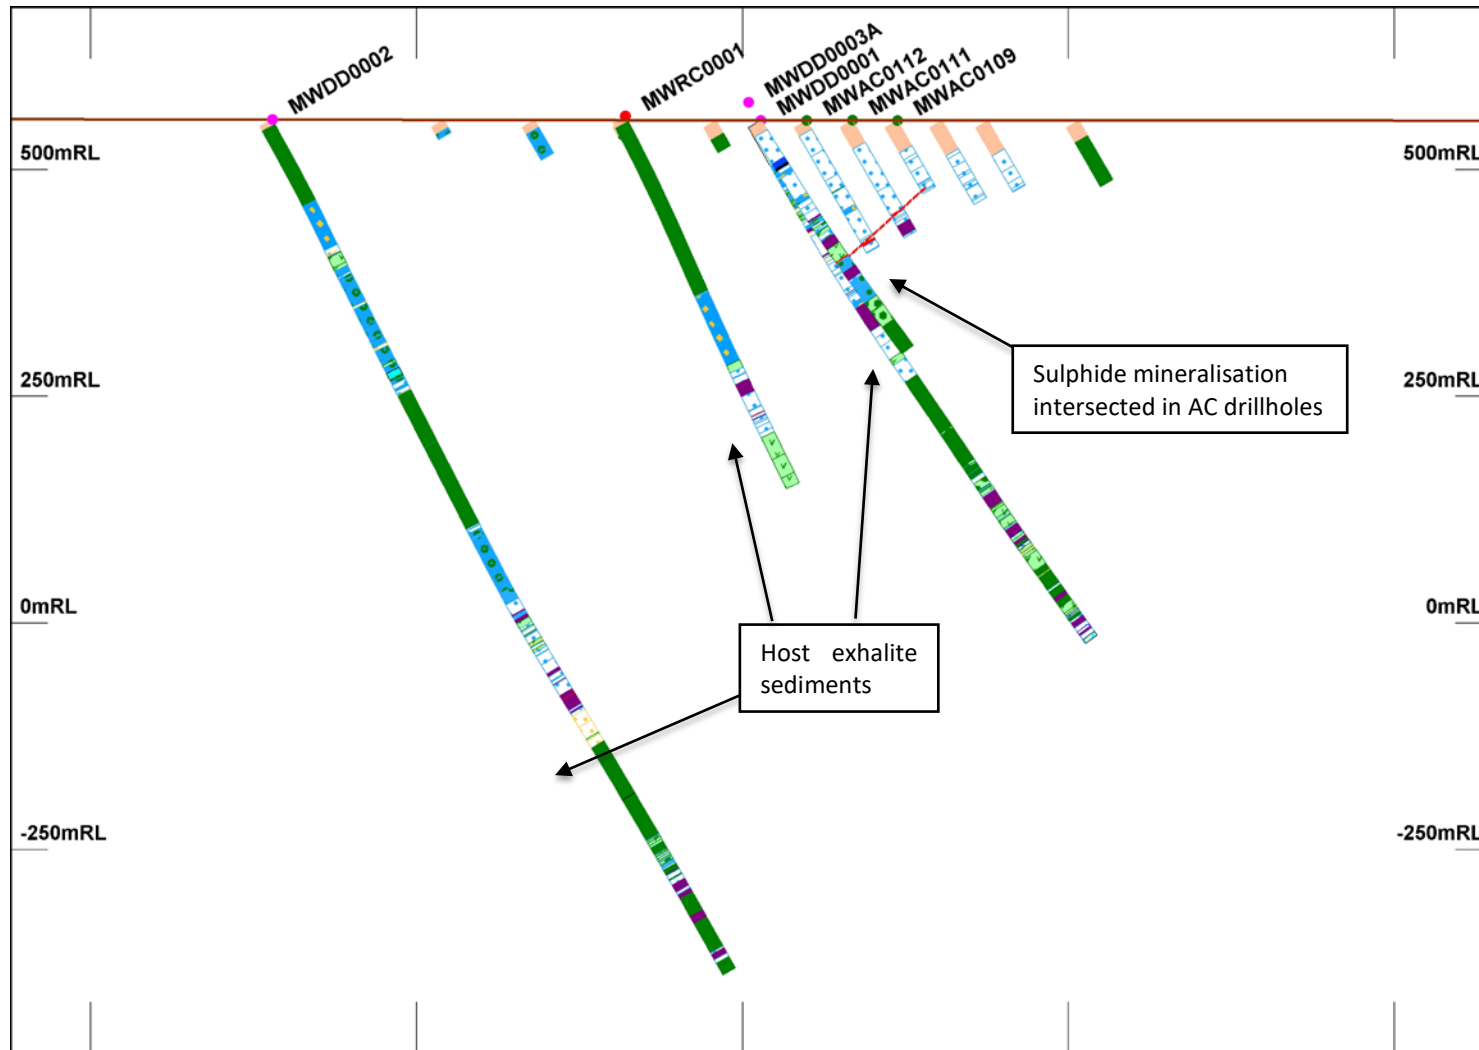 MWDD0002
MWRC0001
MWDD0003A
MWDD0001
MWAC0112
MWAC0111
MWAC0109
500mRL
500mRL
250mRL
250mRL
Sulphide mineralisation
intersected in AC drillholes
0mRL
0mRL
Host exhalite
sediments
-250mRL
-250mRL